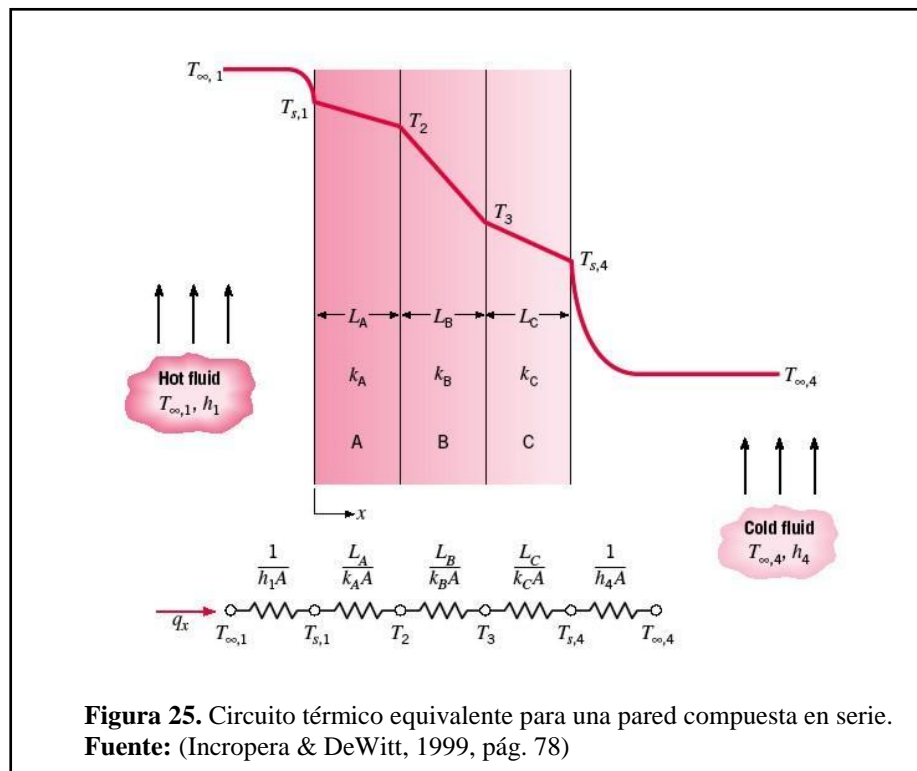 T∞, 1
Ts,1
T2
T3
Ts,4
LA LB LC
kA kB kC
T∞,4
Hot fluid
T∞,1, h1
A B C
x
Cold fluid
T∞,4, h4
1/h1A LA/kAA LB/kBA LC/kCA 1/h4A
qx
T∞,1 Ts,1 T2 T3 Ts,4 T∞,4
Figura 25. Circuito térmico equivalente para una pared compuesta en serie.
Fuente: (Incropera & DeWitt, 1999, pág. 78)